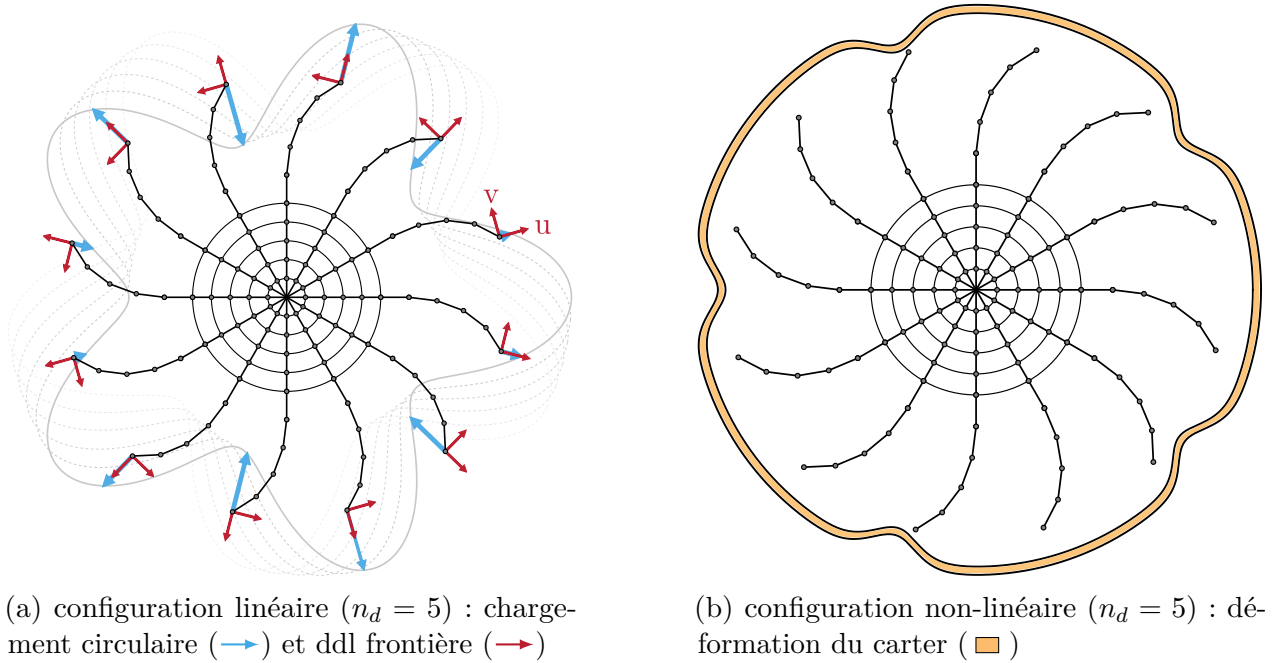 v
u
(a) configuration linéaire (n_d = 5) : charge-
ment circulaire ( → ) et ddl frontière ( → )
(b) configuration non-linéaire (n_d = 5) : dé-
formation du carter ( )